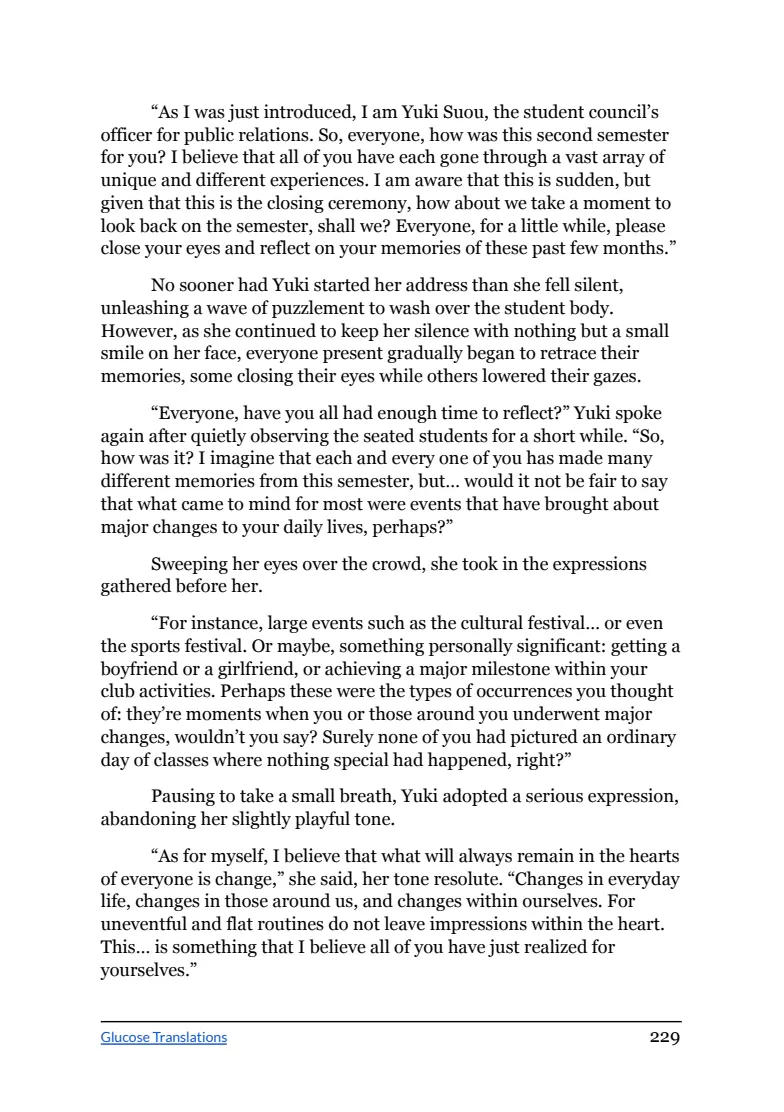 “As I was just introduced, I am Yuki Suou, the student council’s
officer for public relations. So, everyone, how was this second semester
for you? I believe that all of you have each gone through a vast array of
unique and different experiences. I am aware that this is sudden, but
given that this is the closing ceremony, how about we take a moment to
look back on the semester, shall we? Everyone, for a little while, please
close your eyes and reflect on your memories of these past few months.”
No sooner had Yuki started her address than she fell silent,
unleashing a wave of puzzlement to wash over the student body.
However, as she continued to keep her silence with nothing but a small
smile on her face, everyone present gradually began to retrace their
memories, some closing their eyes while others lowered their gazes.
“Everyone, have you all had enough time to reflect?” Yuki spoke
again after quietly observing the seated students for a short while. “So,
how was it? I imagine that each and every one of you has made many
different memories from this semester, but… would it not be fair to say
that what came to mind for most were events that have brought about
major changes to your daily lives, perhaps?”
Sweeping her eyes over the crowd, she took in the expressions
gathered before her.
“For instance, large events such as the cultural festival… or even
the sports festival. Or maybe, something personally significant: getting a
boyfriend or a girlfriend, or achieving a major milestone within your
club activities. Perhaps these were the types of occurrences you thought
of: they’re moments when you or those around you underwent major
changes, wouldn’t you say? Surely none of you had pictured an ordinary
day of classes where nothing special had happened, right?”
Pausing to take a small breath, Yuki adopted a serious expression,
abandoning her slightly playful tone.
“As for myself, I believe that what will always remain in the hearts
of everyone is change,” she said, her tone resolute. “Changes in everyday
life, changes in those around us, and changes within ourselves. For
uneventful and flat routines do not leave impressions within the heart.
This… is something that I believe all of you have just realized for
yourselves.”
Glucose Translations 229